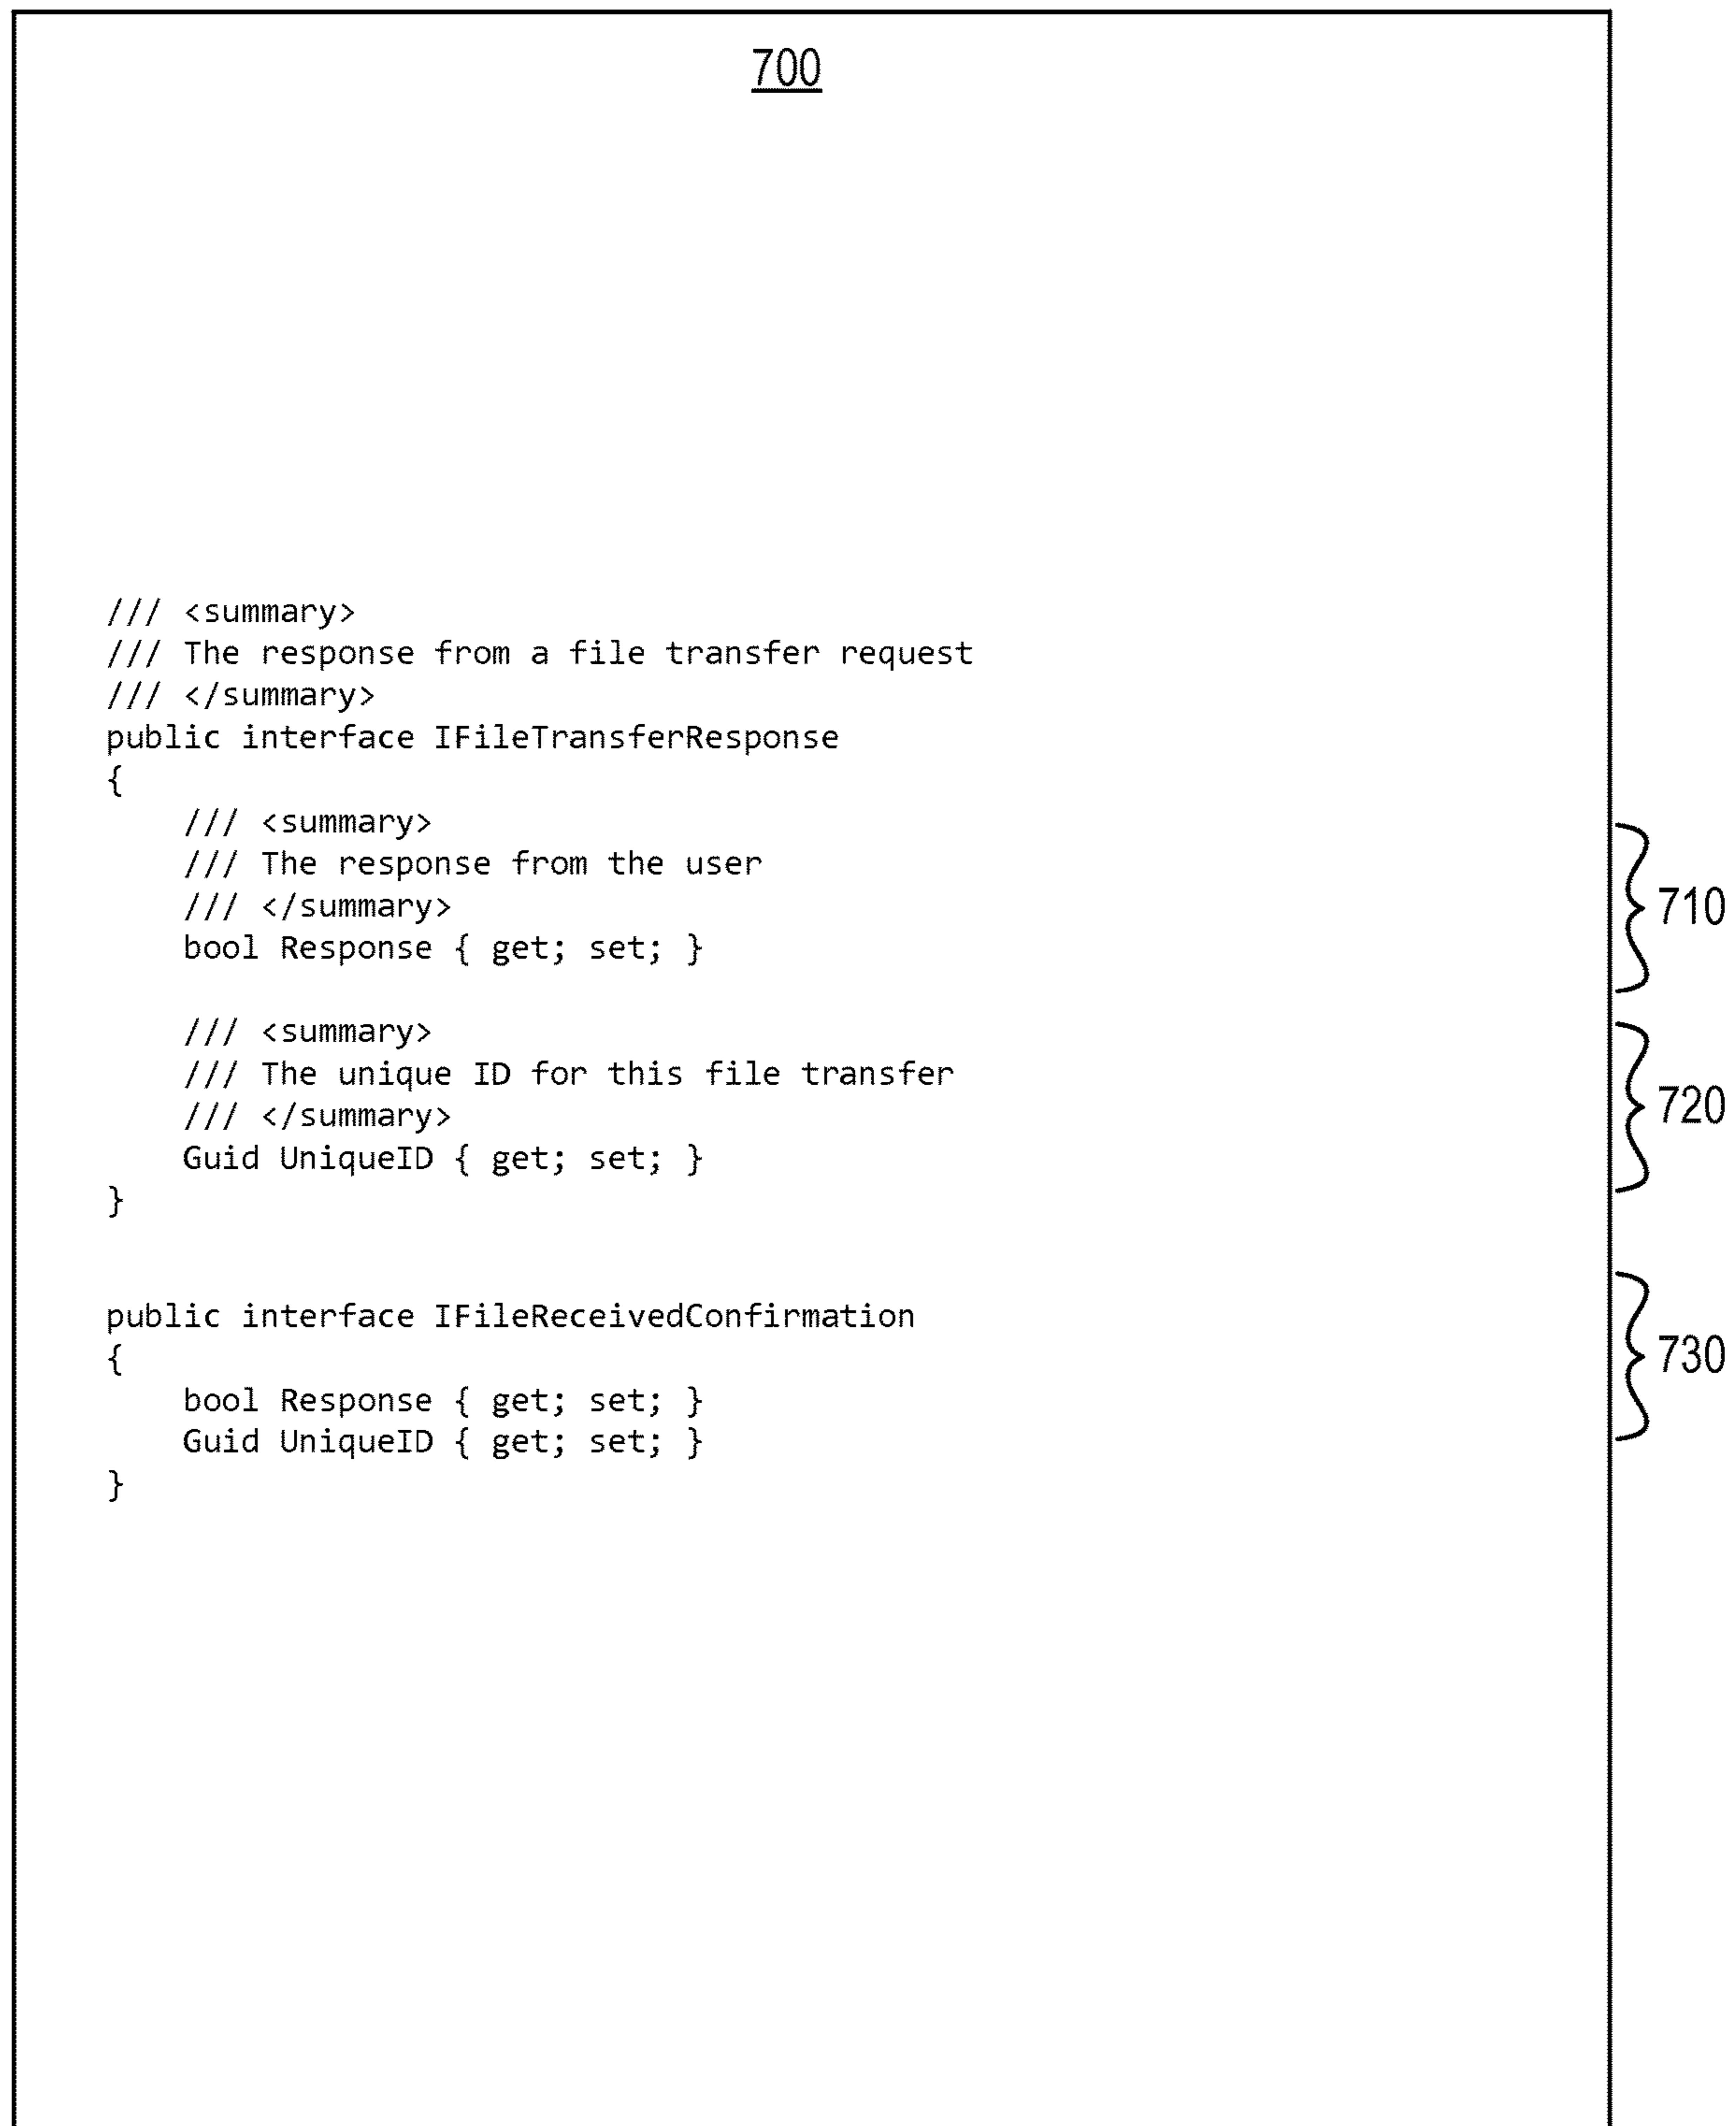 700
/// <summary>
/// The response from a file transfer request
/// </summary>
public interface IFileTransferResponse
{
/// <summary>
/// The response from the user
/// </summary>
bool Response { get; set; }
710
/// <summary>
/// The unique ID for this file transfer
/// </summary>
Guid UniqueID { get; set; }
720
}
public interface IFileReceivedConfirmation
{
730
bool Response { get; set; }
Guid UniqueID { get; set; }
}